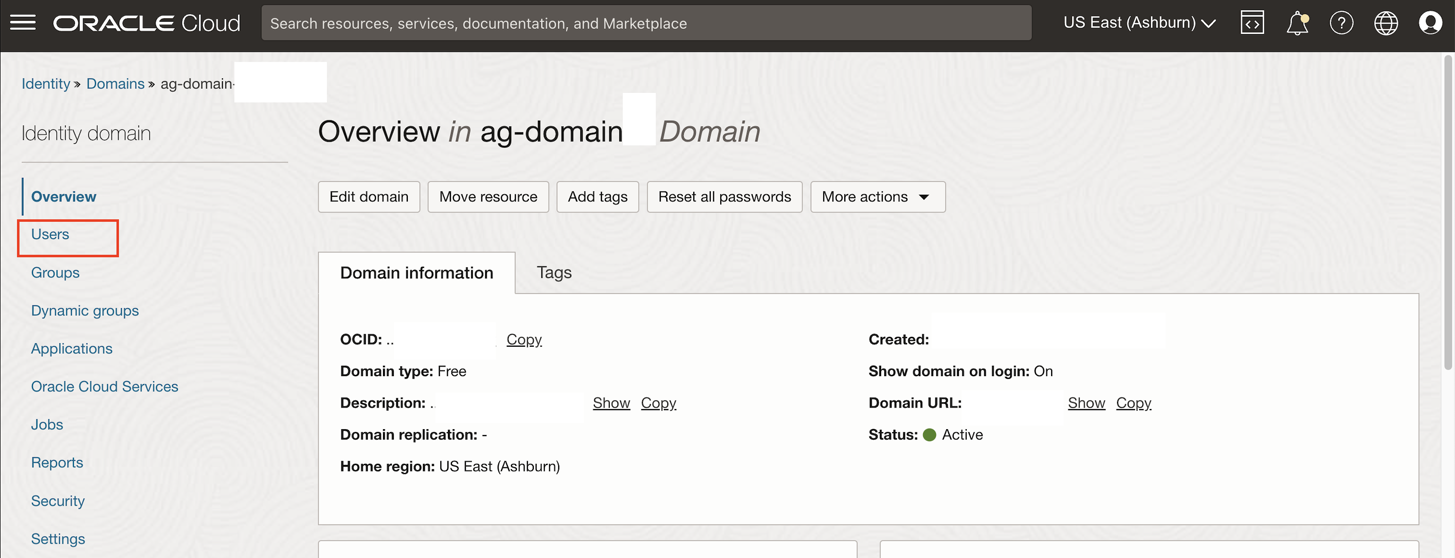 ORACLE Cloud
Search resources, services, documentation, and Marketplace
US East (Ashburn)
Identity » Domains » ag-domain-
Identity domain
Overview
Users
Groups
Dynamic groups
Applications
Oracle Cloud Services
Jobs
Reports
Security
Settings
Overview in ag-domain Domain
Edit domain
Move resource
Add tags
Reset all passwords
More actions
Domain information
Tags
OCID: .. Copy
Domain type: Free
Description: .. Show Copy
Domain replication: -
Home region: US East (Ashburn)
Created:
Show domain on login: On
Domain URL: Show Copy
Status: Active